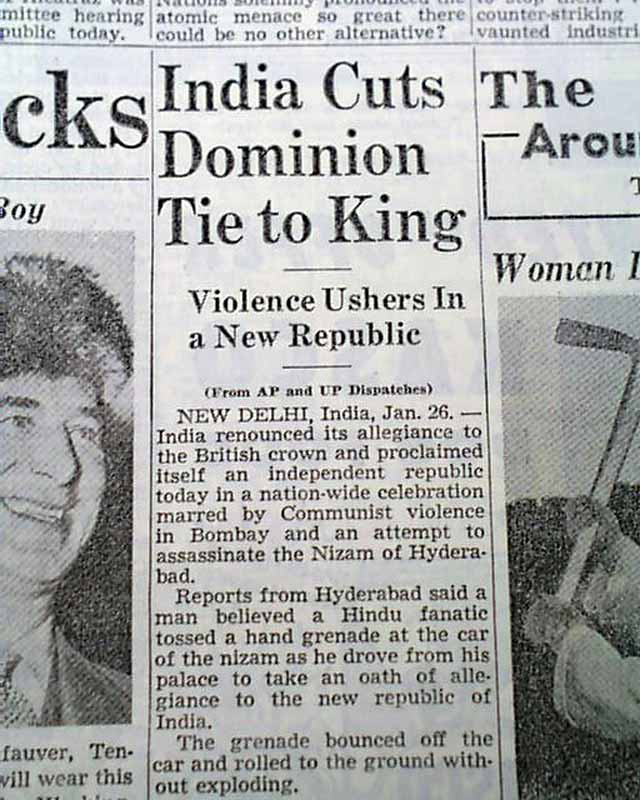 mittee hearing
public today.
atomic menace so great there
could be no other alternative?
counter-striking
vaunted industri
cks
Boy
fauver, Ten-
will wear this
India Cuts
Dominion
Tie to King
Violence Ushers In
a New Republic
(From AP and UP Dispatches)
NEW DELHI, India, Jan. 26. —
India renounced its allegiance to
the British crown and proclaimed
itself an independent republic
today in a nation-wide celebration
marred by Communist violence
in Bombay and an attempt to
assassinate the Nizam of Hydera-
bad.
Reports from Hyderabad said a
man believed a Hindu fanatic
tossed a hand grenade at the car
of the nizam as he drove from his
palace to take an oath of alle-
giance to the new republic of
India.
The grenade bounced off the
car and rolled to the ground with-
out exploding.
The
Arou
Woman